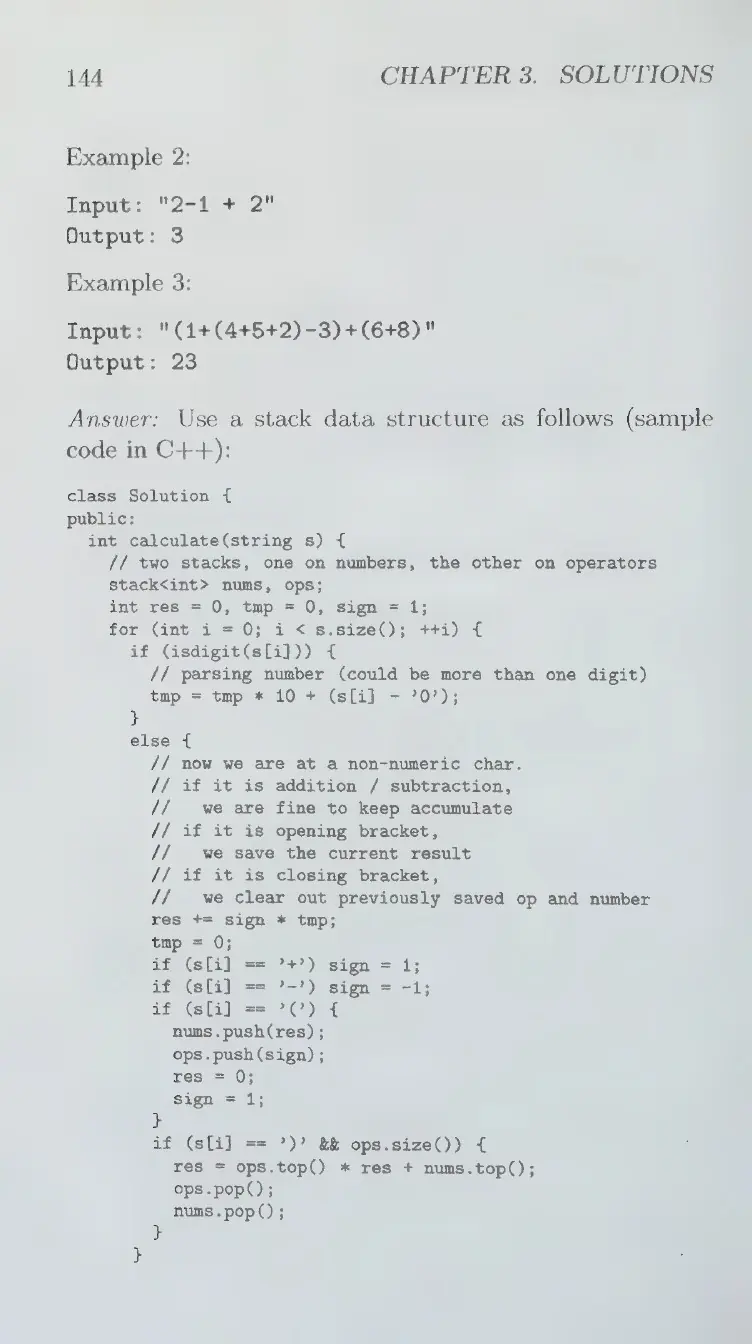 144 CHAPTER 3. SOLUTIONS
Example 2:
Input: "2-1 + 2"
Output: 3
Example 3:
Input: "(1+(4+5+2)-3)+(6+8)"
Output: 23
Answer: Use a stack data structure as follows (sample
code in C++):
class Solution {
public:
int calculate(string s) {
// two stacks, one on numbers, the other on operators
stack<int> nums, ops;
int res = 0, tmp = 0, sign = 1;
for (int i = 0; i < s.size(); ++i) {
if (isdigit(s[i])) {
// parsing number (could be more than one digit)
tmp = tmp * 10 + (s[i] - ’0’);
}
else {
// now we are at a non-numeric char.
// if it is addition / subtraction,
// we are fine to keep accumulate
// if it is opening bracket,
// we save the current result
// if it is closing bracket,
// we clear out previously saved op and number
res += sign * tmp;
tmp = 0;
if (s[i] == ’+’) sign = 1;
if (s[i] == ’-’) sign = -1;
if (s[i] == ’(’) {
nums.push(res);
ops.push(sign);
res = 0;
sign = 1;
}
if (s[i] == ’)’ && ops.size()) {
res = ops.top() * res + nums.top();
ops.pop();
nums.pop();
}
}